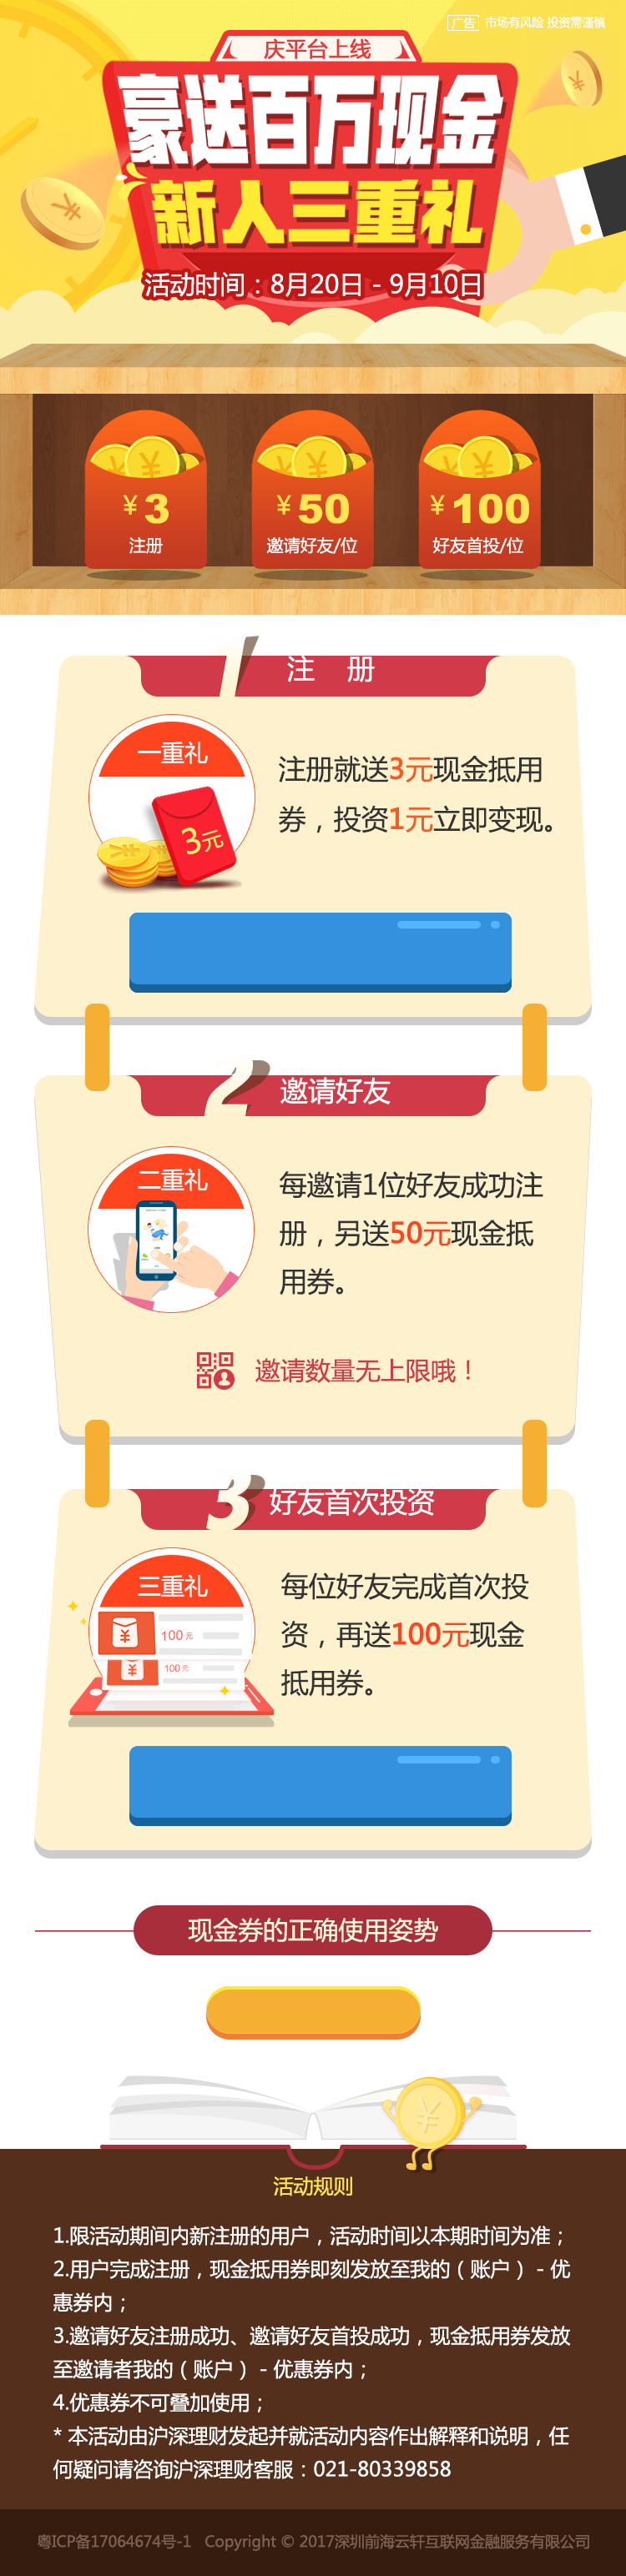 广告 市场有风险 投资需谨慎
庆平台上线
豪送百万现金
新人三重礼
活动时间：8月20日 - 9月10日
¥3
注册
¥50
邀请好友/位
¥100
好友首投/位
1 注 册
一重礼
3元
注册就送3元现金抵用
券，投资1元立即变现。
2 邀请好友
二重礼
每邀请1位好友成功注
册，另送50元现金抵
用券。
邀请数量无上限哦！
3 好友首次投资
三重礼
¥ 100 元
¥ 100 元
每位好友完成首次投
资，再送100元现金
抵用券。
现金券的正确使用姿势
活动规则
1.限活动期间内新注册的用户，活动时间以本期时间为准；
2.用户完成注册，现金抵用券即刻发放至我的（账户） - 优
惠券内；
3.邀请好友注册成功、邀请好友首投成功，现金抵用券发放
至邀请者我的（账户） - 优惠券内；
4.优惠券不可叠加使用；
* 本活动由沪深理财发起并就活动内容作出解释和说明，任
何疑问请咨询沪深理财客服：021-80339858
粤ICP备17064674号-1 Copyright © 2017深圳前海云轩互联网金融服务有限公司